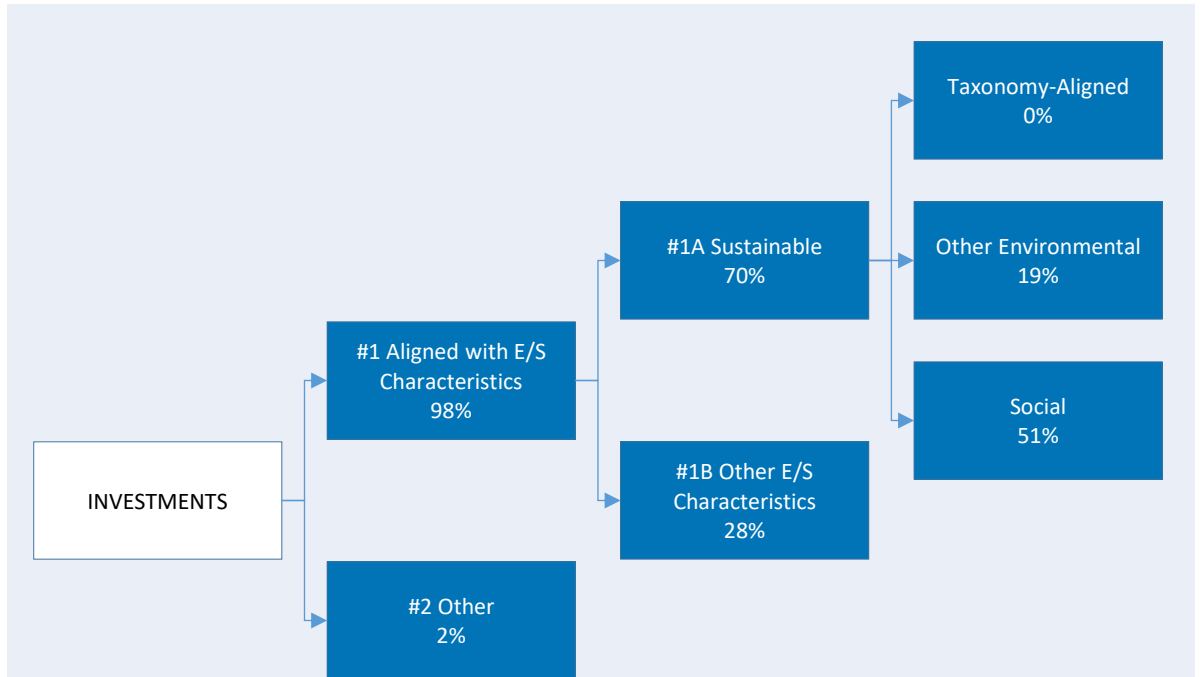 INVESTMENTS
#1 Aligned with E/S
Characteristics
98%
#2 Other
2%
#1A Sustainable
70%
#1B Other E/S
Characteristics
28%
Taxonomy-Aligned
0%
Other Environmental
19%
Social
51%